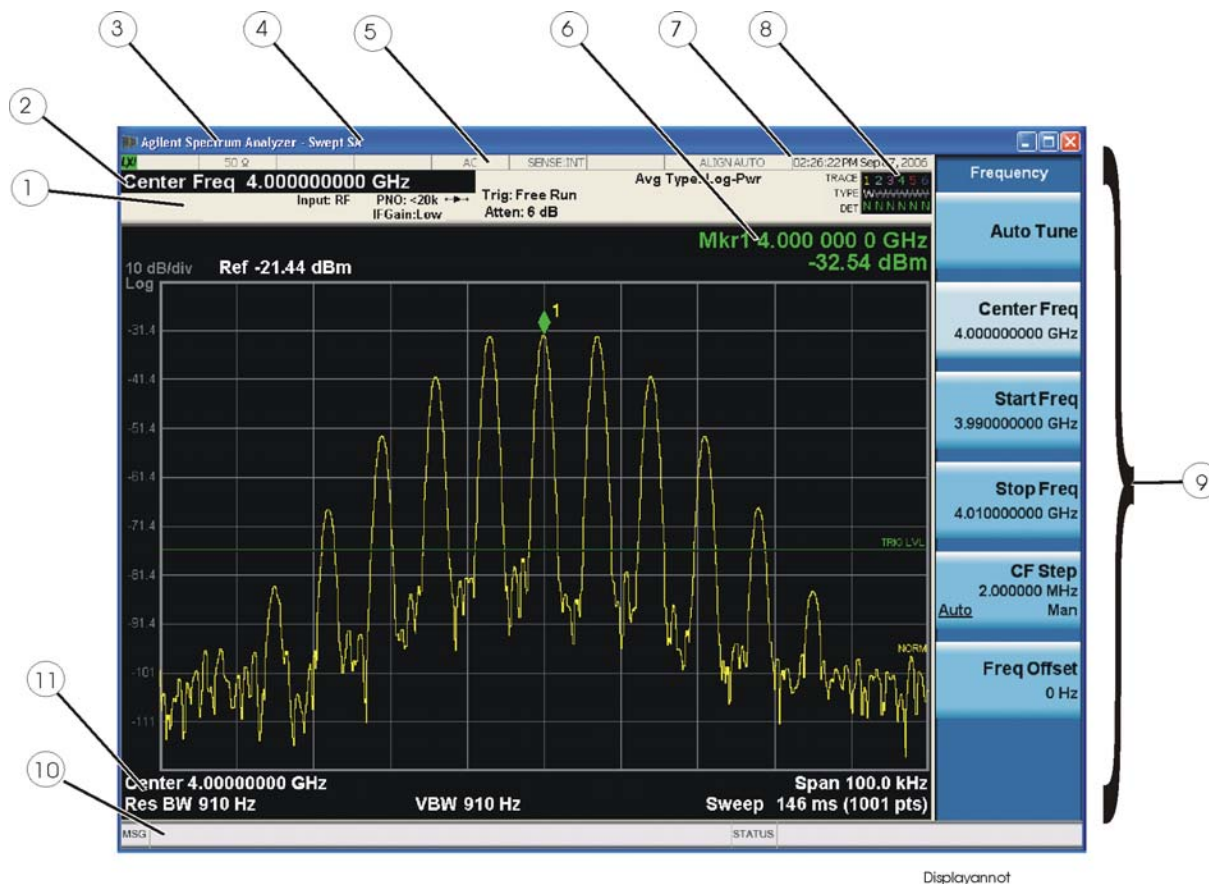 3 4 5 6 7 8
2
Agilent Spectrum Analyzer - Swept SA
LXI 50 Ω AC SENSE:INT ALIGN AUTO 02:26:22 PM Sep 07, 2006
Center Freq 4.000000000 GHz
Input: RF PNO: <20k IFGain:Low
Trig: Free Run
Atten: 6 dB
Avg Type: Log-Pwr
TRACE 1 2 3 4 5 6
TYPE
DET N N N N N N
1
Mkr1 4.000 000 0 GHz
-32.54 dBm
10 dB/div Ref -21.44 dBm
Log
1
-31.4
-41.4
-51.4
-61.4
-71.4
TRIG LVL
-81.4
-91.4
NORM
-101
-111
11
Center 4.00000000 GHz Span 100.0 kHz
Res BW 910 Hz VBW 910 Hz Sweep 146 ms (1001 pts)
10
MSG STATUS
Frequency
Auto Tune
Center Freq
4.000000000 GHz
Start Freq
3.990000000 GHz
Stop Freq
4.010000000 GHz
CF Step
2.000000 MHz
Auto Man
Freq Offset
0 Hz
9
Displayannot